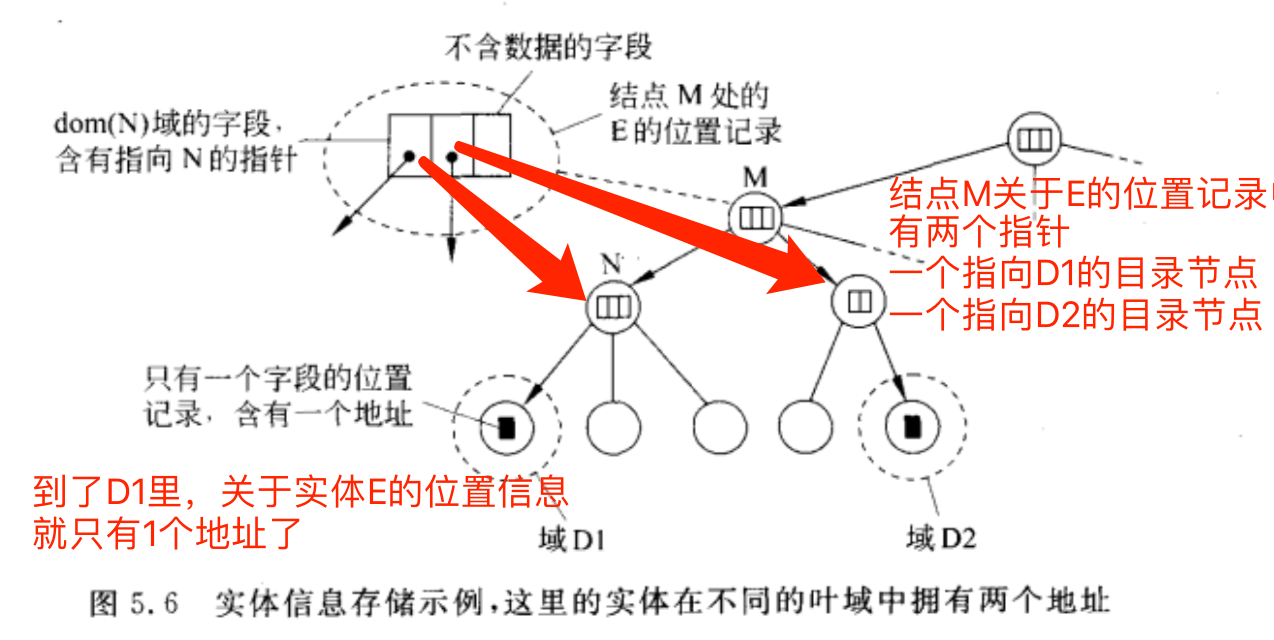 不含数据的字段
dom(N)域的字段,
含有指向 N 的指针
结点 M 处的
E 的位置记录
M
结点M关于E的位置记录
有两个指针
一个指向D1的目录节点
一个指向D2的目录节点
N
只有一个字段的位置
记录，含有一个地址
到了D1里，关于实体E的位置信息
就只有1个地址了
域 D1
域 D2
图 5.6 实体信息存储示例,这里的实体在不同的叶域中拥有两个地址